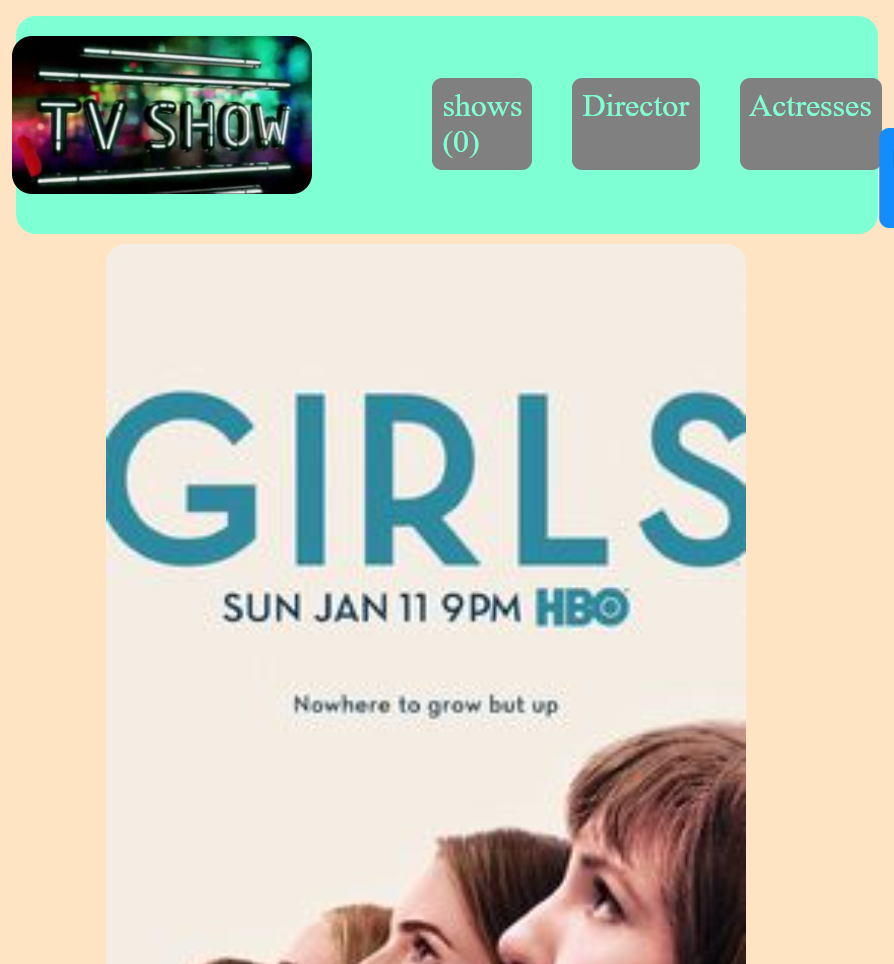 TV SHOW
shows
(0)
Director
Actresses
GIRLS
SUN JAN 11 9PM HBO
Nowhere to grow but up